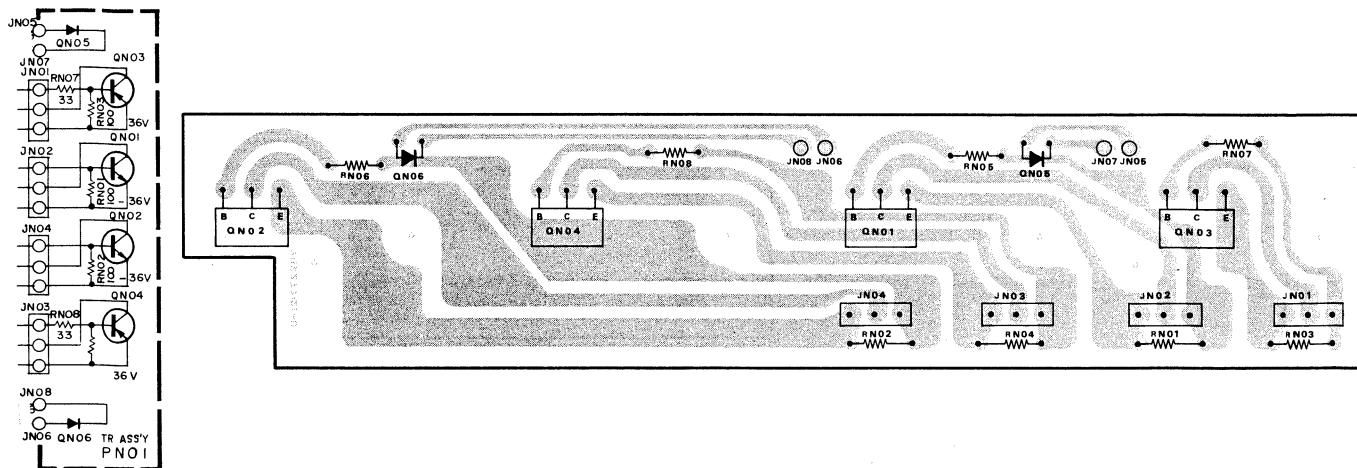 JN05
QN05
JN07
JN01
QN03
RN07
33
RN03
100
36V
QN01
JN02
RN01
100
-36V
QN02
JN04
RN02
100
-36V
QN04
JN03
RN08
33
36V
JN08
JN06
QN06
TR ASS'Y
PN01
RN06
QN06
RN08
JN08
JN06
RN05
QN05
JN07
JN05
RN07
B C E
QN02
B C E
QN04
B C E
QN01
B C E
QN03
JN04
JN03
JN02
JN01
RN02
RN04
RN01
RN03